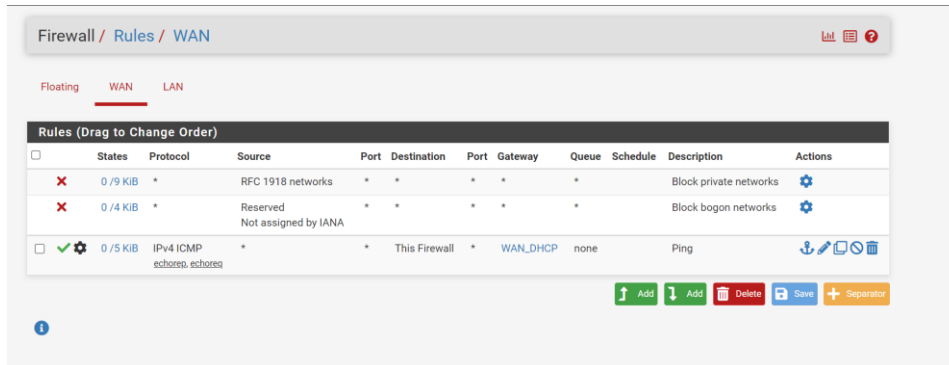 Firewall / Rules / WAN
Floating WAN LAN
Rules (Drag to Change Order)
States Protocol Source Port Destination Port Gateway Queue Schedule Description Actions
0 /9 KiB * RFC 1918 networks * * * * * Block private networks
0 /4 KiB * Reserved * * * * * Block bogon networks
Not assigned by IANA
0 /5 KiB IPv4 ICMP * * This Firewall * WAN_DHCP none Ping
echorep, echoreq
Add Add Delete Save Separator